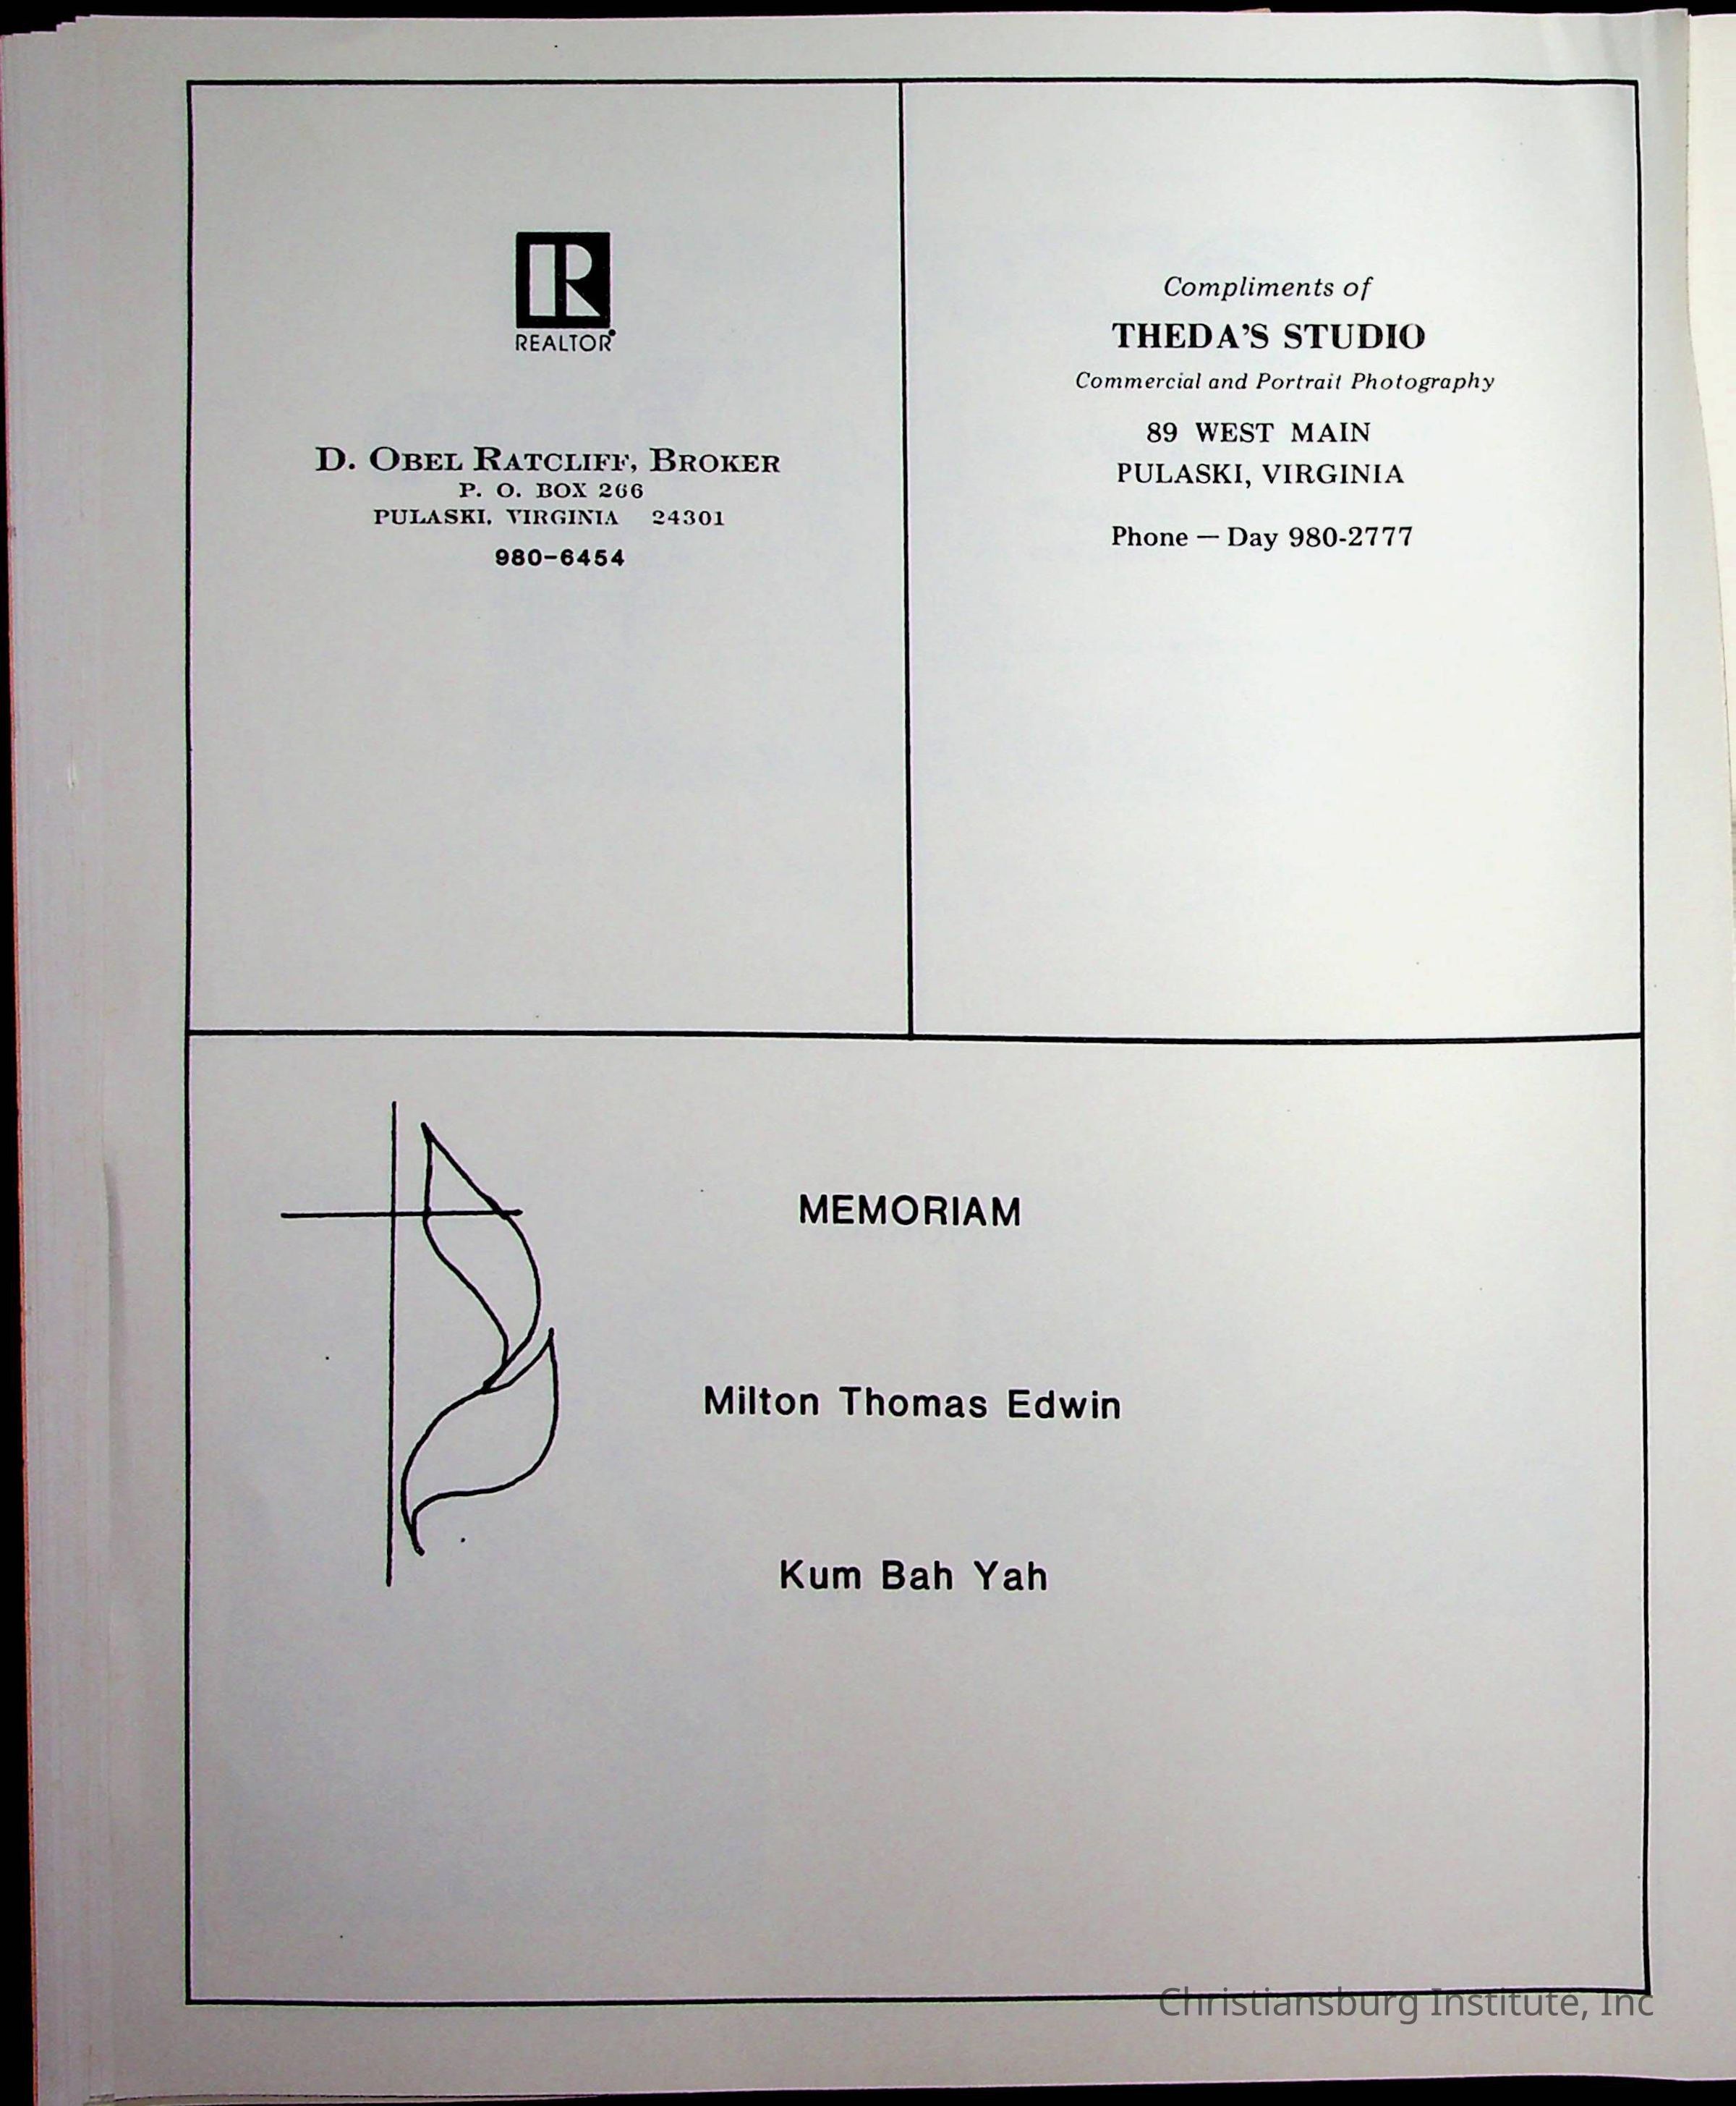 R
REALTOR®
D. OBEL RATCLIFF, BROKER
P. O. BOX 266
PULASKI, VIRGINIA 24301
980-6454
Compliments of
THEDA'S STUDIO
Commercial and Portrait Photography
89 WEST MAIN
PULASKI, VIRGINIA
Phone — Day 980-2777
MEMORIAM
Milton Thomas Edwin
Kum Bah Yah
Christiansburg Institute, Inc